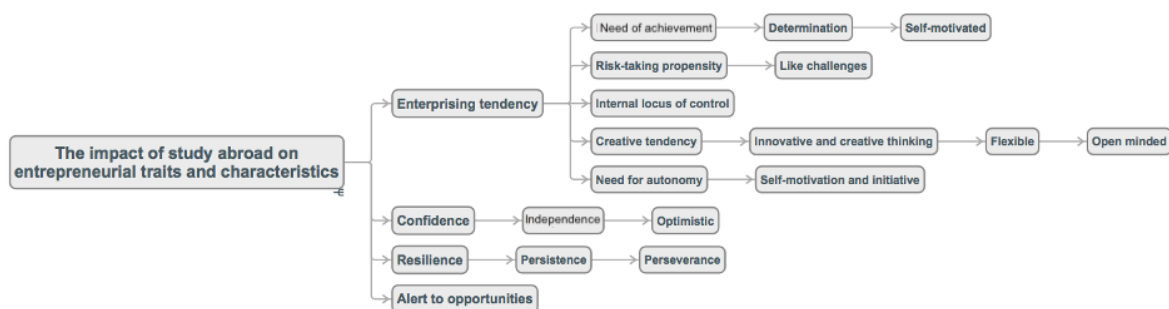 The impact of study abroad on
entrepreneurial traits and characteristics
Enterprising tendency
Need of achievement
Determination
Self-motivated
Risk-taking propensity
Like challenges
Internal locus of control
Creative tendency
Innovative and creative thinking
Flexible
Open minded
Need for autonomy
Self-motivation and initiative
Confidence
Independence
Optimistic
Resilience
Persistence
Perseverance
Alert to opportunities